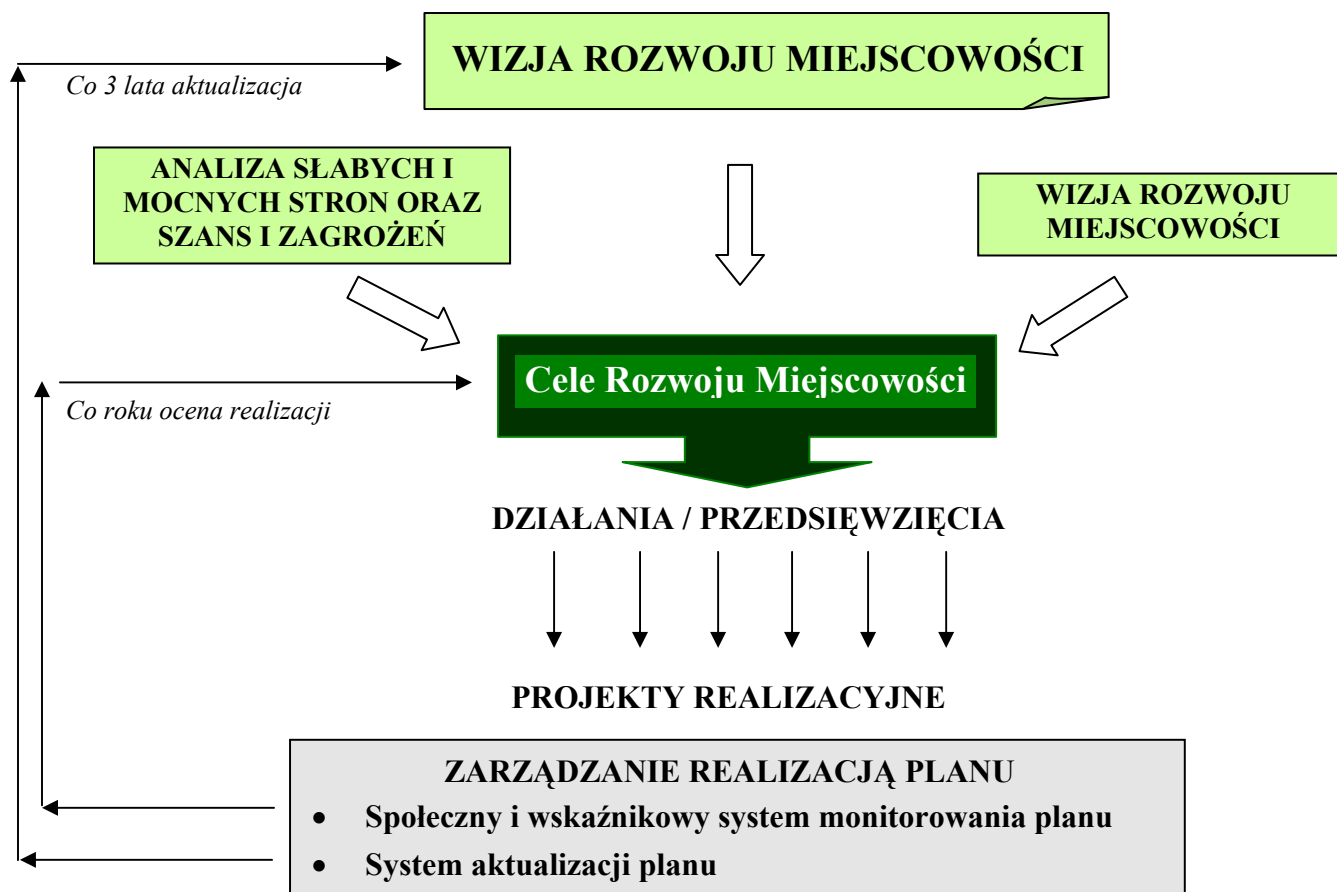 WIZJA ROZWOJU MIEJSCOWOŚCI
Co 3 lata aktualizacja
ANALIZA SŁABYCH I
MOCNYCH STRON ORAZ
SZANS I ZAGROŻEŃ
WIZJA ROZWOJU
MIEJSCOWOŚCI
Cele Rozwoju Miejscowości
Co roku ocena realizacji
DZIAŁANIA / PRZEDSIĘWZIĘCIA
PROJEKTY REALIZACYJNE
ZARZĄDZANIE REALIZACJĄ PLANU
• Społeczny i wskaźnikowy system monitorowania planu
• System aktualizacji planu